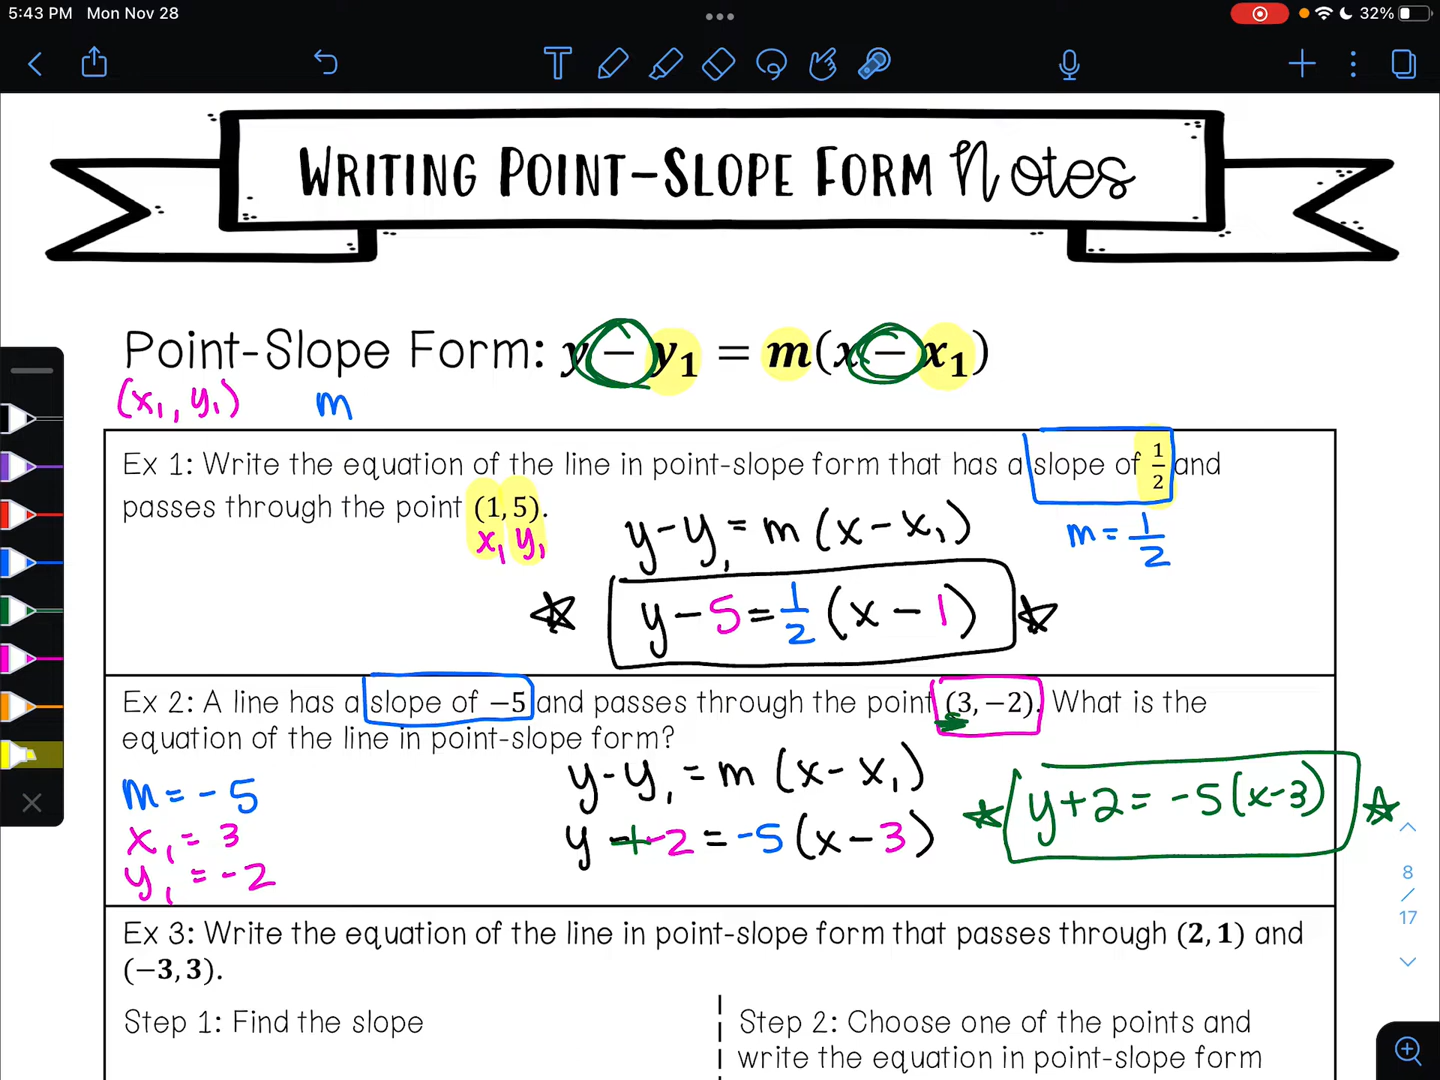 5:43 PM Mon Nov 28
32%
WRITING POINT-SLOPE FORM Notes
Point-Slope Form: y − y₁ = m(x − x₁)
(x₁, y₁) m
Ex 1: Write the equation of the line in point-slope form that has a slope of 1/2 and
passes through the point (1, 5).
x₁ y₁
m = 1/2
y − y₁ = m (x − x₁)
y − 5 = 1/2 (x − 1)
Ex 2: A line has a slope of −5 and passes through the point (3, −2). What is the
equation of the line in point-slope form?
m = −5
x₁ = 3
y₁ = −2
y − y₁ = m (x − x₁)
y + −2 = −5 (x − 3)
y + 2 = −5(x − 3)
8
/
17
Ex 3: Write the equation of the line in point-slope form that passes through (2, 1) and
(−3, 3).
Step 1: Find the slope
Step 2: Choose one of the points and
write the equation in point-slope form